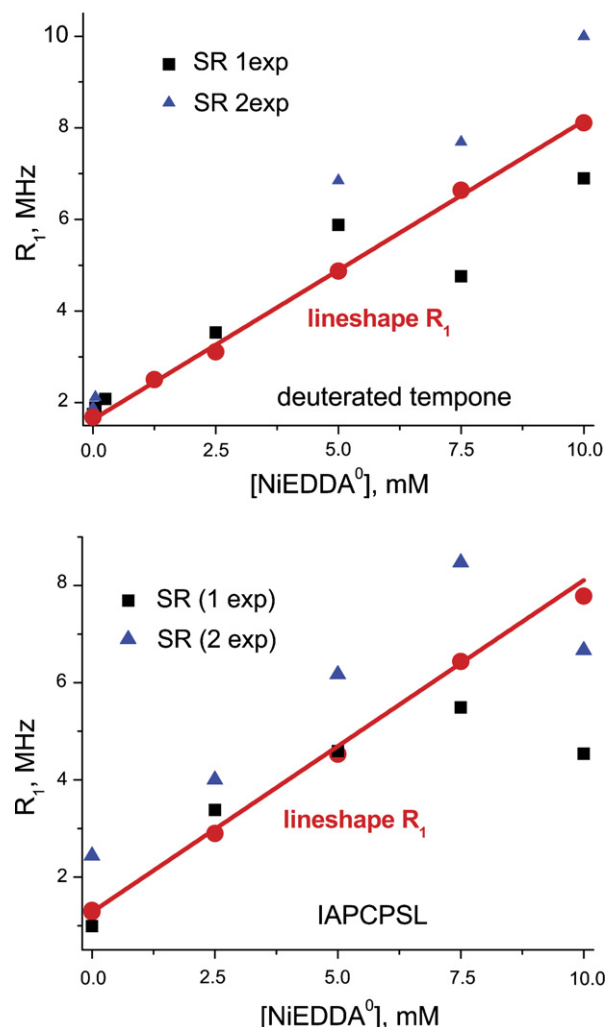 10
8
6
4
2
R₁, MHz
SR 1exp
SR 2exp
lineshape R₁
deuterated tempone
0.0 2.5 5.0 7.5 10.0
[NiEDDA⁰], mM
8
6
4
2
R₁, MHz
SR (1 exp)
SR (2 exp)
lineshape R₁
IAPCPSL
0.0 2.5 5.0 7.5 10.0
[NiEDDA⁰], mM